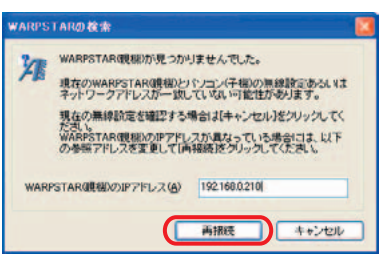 WARPSTARの検索
WARPSTAR(親機)が見つかりませんでした。
現在のWARPSTAR(親機)とパソコン(子機)の無線設定あるいは
ネットワークアドレスが一致していない可能性があります。
現在の無線設定を確認する場合は[キャンセル]をクリックしてく
ださい。
WARPSTAR(親機)のIPアドレスが異なっている場合には、以下
の参照アドレスを変更して[再接続]をクリックしてください。
WARPSTAR(親機)のIPアドレス(A)
192.168.0.210
再接続
キャンセル